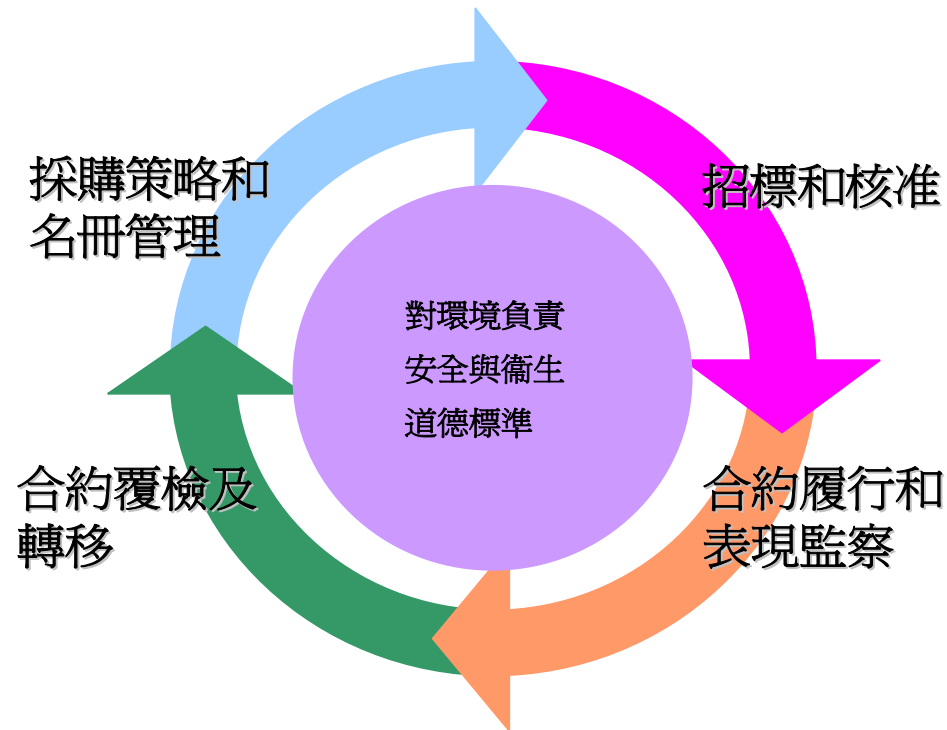 採購策略和
名冊管理
招標和核准
對環境負責
安全與衞生
道德標準
合約覆檢及
轉移
合約履行和
表現監察